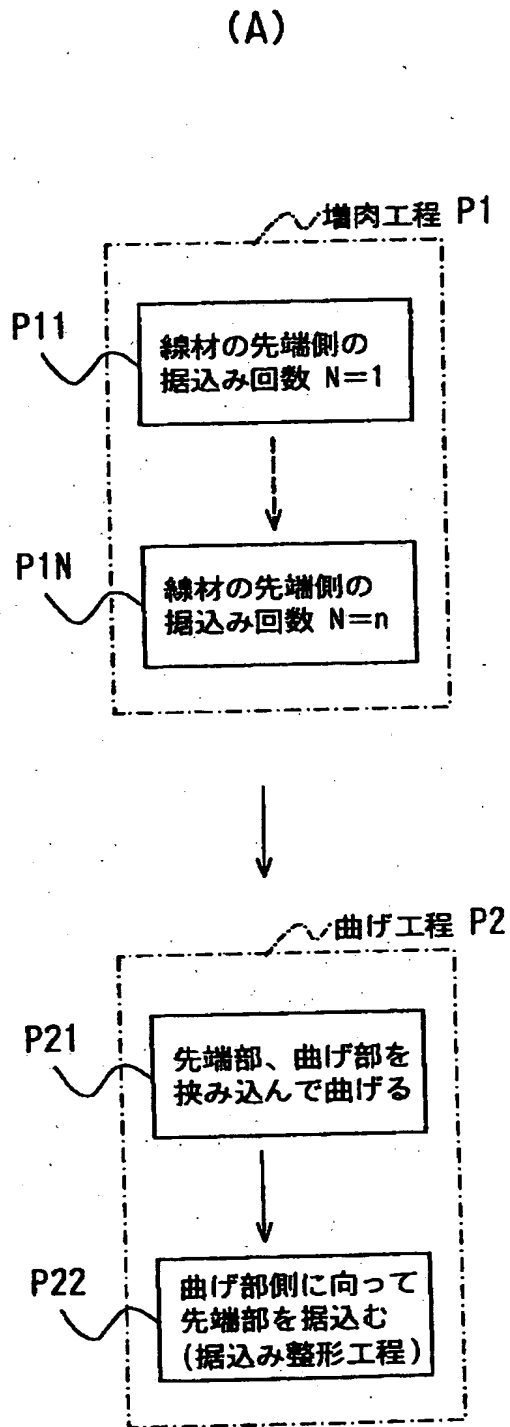 (A)
増肉工程 P1
P11
線材の先端側の
据込み回数 N=1
P1N
線材の先端側の
据込み回数 N=n
曲げ工程 P2
P21
先端部、曲げ部を
挟み込んで曲げる
P22
曲げ部側に向って
先端部を据込む
(据込み整形工程)